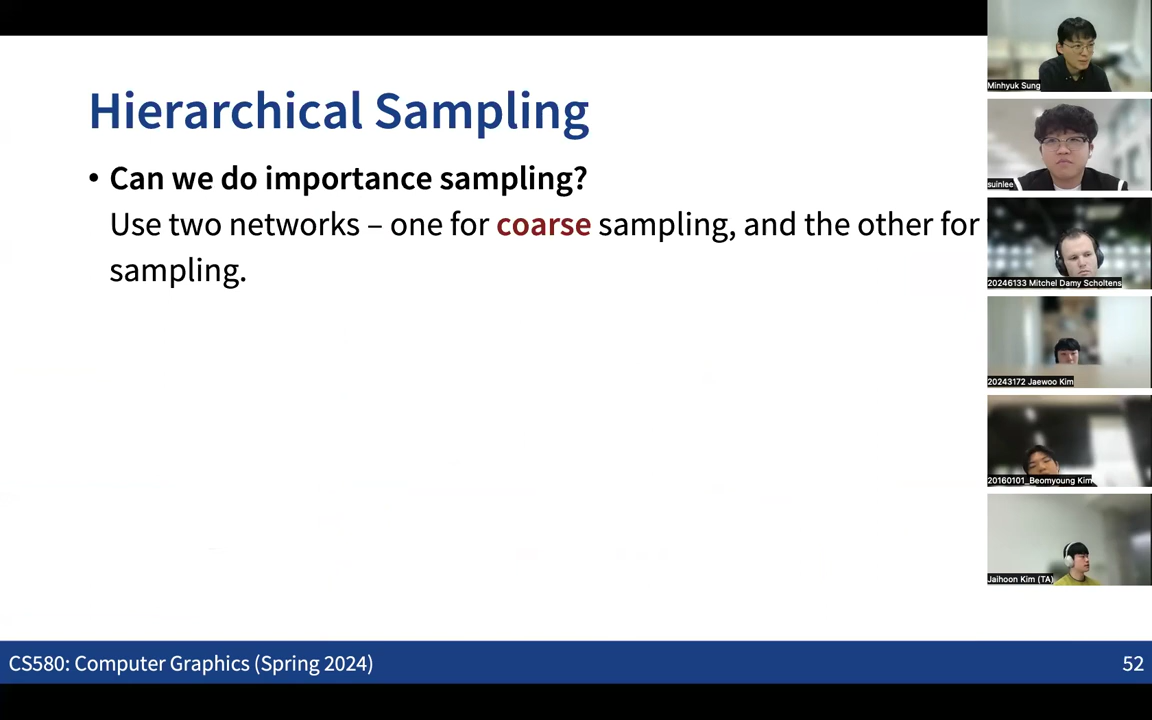 Hierarchical Sampling
• Can we do importance sampling?
Use two networks – one for coarse sampling, and the other for
sampling.
CS580: Computer Graphics (Spring 2024)
52
Minhyuk Sung
suinlee
20246133 Mitchel Damy Scholtens
20243172 Jaewoo Kim
20160101_Beomyoung Kim
Jaihoon Kim (TA)